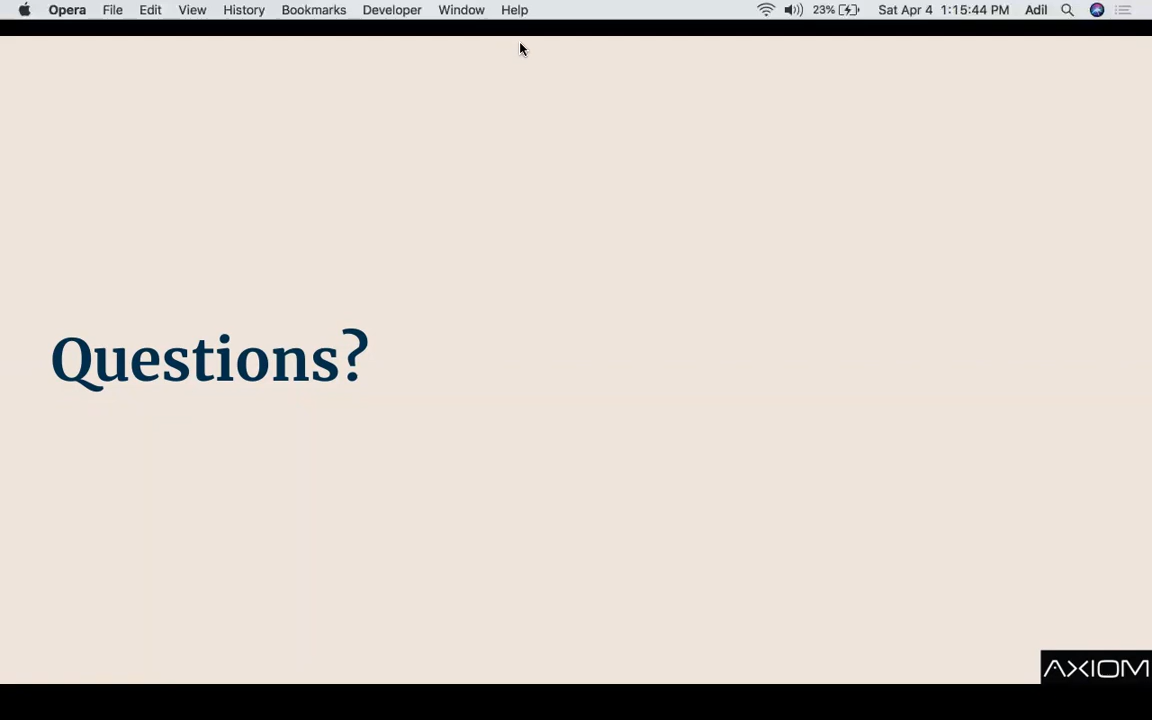 Opera File Edit View History Bookmarks Developer Window Help 23% Sat Apr 4 1:15:44 PM Adil
Questions?
AXIOM